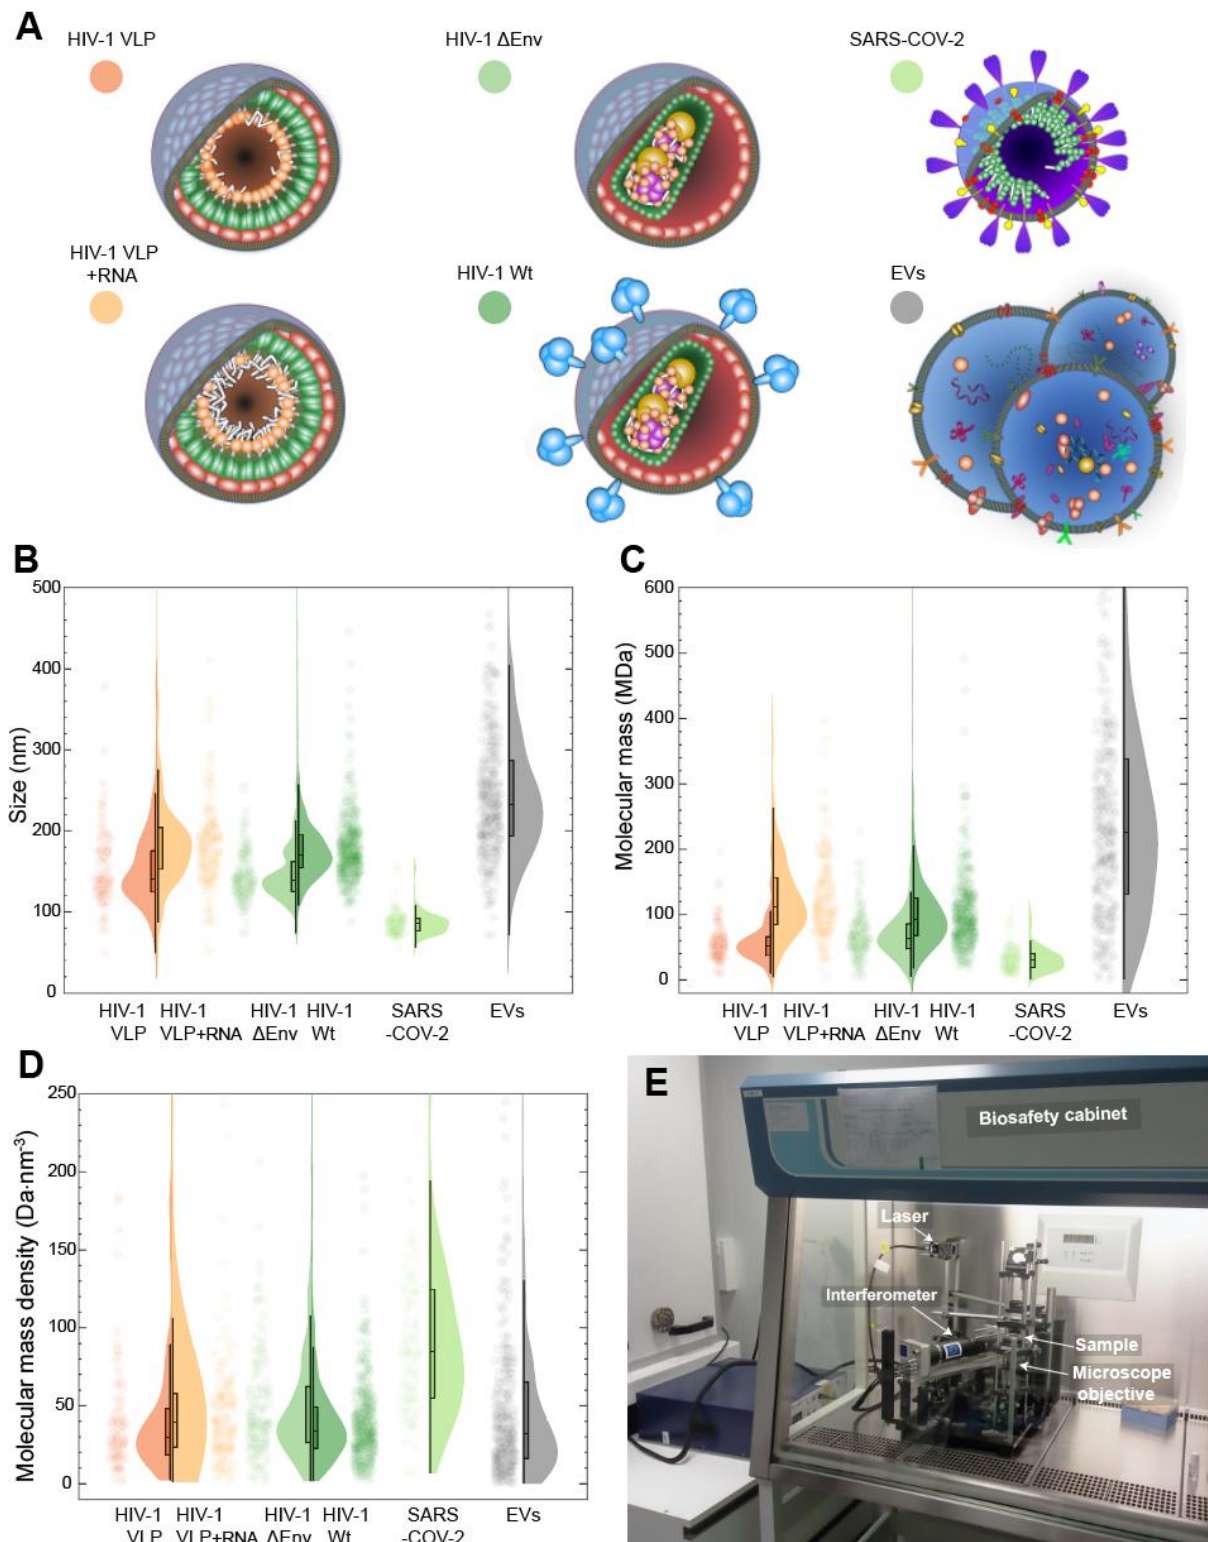 A
HIV-1 VLP
HIV-1 ΔEnv
SARS-COV-2
HIV-1 VLP
+RNA
HIV-1 Wt
EVs
B
500
400
300
200
100
0
Size (nm)
HIV-1
VLP
HIV-1
VLP+RNA
HIV-1
ΔEnv
HIV-1
Wt
SARS
-COV-2
EVs
C
600
500
400
300
200
100
0
Molecular mass (MDa)
HIV-1
VLP
HIV-1
VLP+RNA
HIV-1
ΔEnv
HIV-1
Wt
SARS
-COV-2
EVs
D
250
200
150
100
50
0
Molecular mass density (Da·nm⁻³)
HIV-1
VLP
HIV-1
VLP+RNA
HIV-1
ΔEnv
HIV-1
Wt
SARS
-COV-2
EVs
E
Biosafety cabinet
Laser
Interferometer
Sample
Microscope
objective